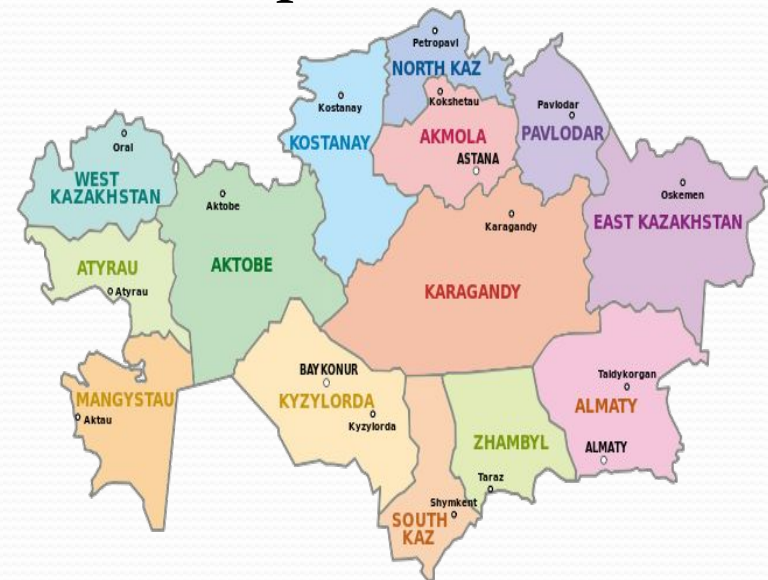 Petropavl
NORTH KAZ
Kostanay
Kokshetau
Pavlodar
KOSTANAY
AKMOLA
PAVLODAR
ASTANA
Oral
WEST
KAZAKHSTAN
Aktobe
Karagandy
Oskemen
EAST KAZAKHSTAN
ATYRAU
Atyrau
AKTOBE
KARAGANDY
BAYKONUR
KYZYLORDA
Kyzylorda
MANGYSTAU
Aktau
Taldykorgan
ALMATY
ALMATY
ZHAMBYL
Taraz
Shymkent
SOUTH
KAZ